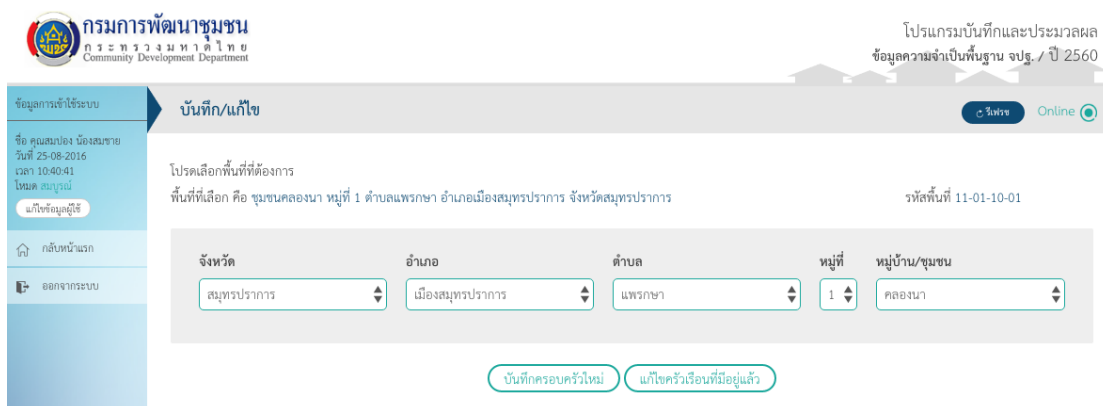 กรมการพัฒนาชุมชน
กระทรวงมหาดไทย
Community Development Department
โปรแกรมบันทึกและประมวลผล
ข้อมูลความจำเป็นพื้นฐาน จปฐ. / ปี 2560
ข้อมูลการเข้าใช้ระบบ
ชื่อ คุณสมปอง น้องสมชาย
วันที่ 25-08-2016
เวลา 10:40:41
โหมด สมบูรณ์
แก้ไขข้อมูลผู้ใช้
กลับหน้าแรก
ออกจากระบบ
บันทึก/แก้ไข
รีเฟรช Online
โปรดเลือกพื้นที่ที่ต้องการ
พื้นที่ที่เลือก คือ ชุมชนคลองนา หมู่ที่ 1 ตำบลแพรกษา อำเภอเมืองสมุทรปราการ จังหวัดสมุทรปราการ รหัสพื้นที่ 11-01-10-01
จังหวัด อำเภอ ตำบล หมู่ที่ หมู่บ้าน/ชุมชน
สมุทรปราการ เมืองสมุทรปราการ แพรกษา 1 คลองนา
บันทึกครอบครัวใหม่ แก้ไขครัวเรือนที่มีอยู่แล้ว